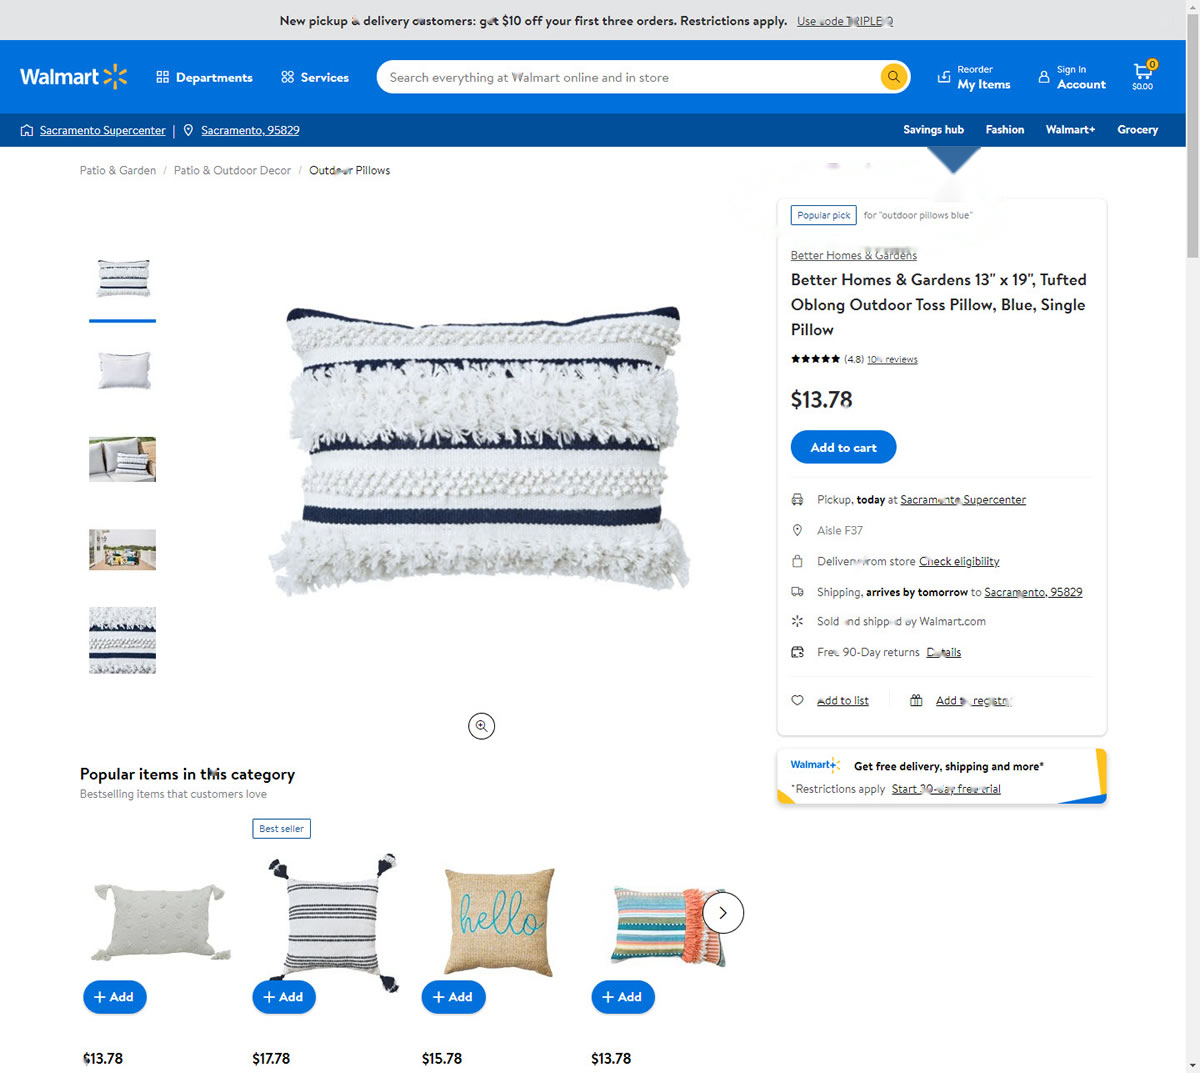 New pickup & delivery customers: get $10 off your first three orders. Restrictions apply. Use code
Walmart
Departments
Services
Search everything at Walmart online and in store
Reorder
My Items
Sign In
Account
0
$0.00
Sacramento Supercenter | Sacramento, 95829
Savings hub
Fashion
Walmart+
Grocery
Patio & Garden / Patio & Outdoor Decor / Outdoor Pillows
Popular pick for "outdoor pillows blue"
Better Homes & Gardens
Better Homes & Gardens 13" x 19", Tufted
Oblong Outdoor Toss Pillow, Blue, Single
Pillow
(4.8) reviews
$13.78
Add to cart
Pickup, today at Sacramento Supercenter
Aisle F37
Delivery from store Check eligibility
Shipping, arrives by tomorrow to Sacramento, 95829
Sold and shipped by Walmart.com
Free 90-Day returns Details
Add to list
Add to registry
Walmart+ Get free delivery, shipping and more*
*Restrictions apply Start 30-day free trial
Popular items in this category
Bestselling items that customers love
Best seller
hello
+ Add
+ Add
+ Add
+ Add
$13.78
$17.78
$15.78
$13.78